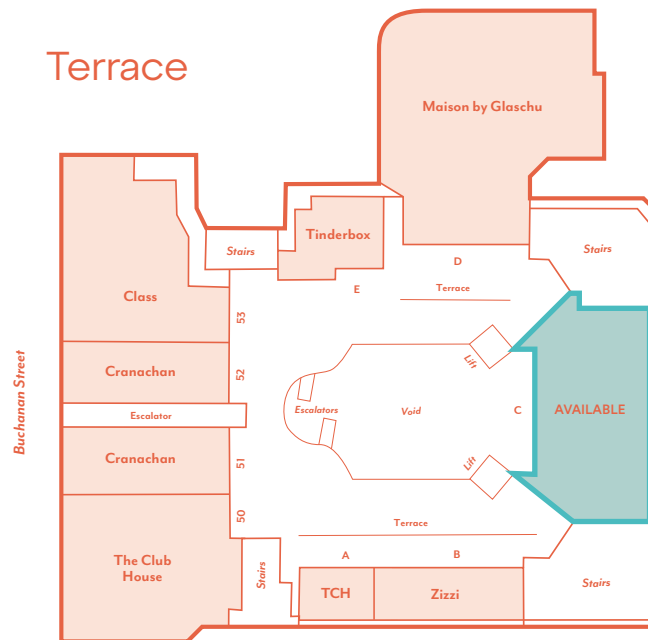 Terrace
Maison by Glaschu
Tinderbox
Stairs
Stairs
D
E
Terrace
Class
53
Lift
Cranachan
52
Buchanan Street
Escalator
Escalators
Void
C
AVAILABLE
Cranachan
51
Lift
50
Terrace
A
B
The Club
House
Stairs
TCH
Zizzi
Stairs